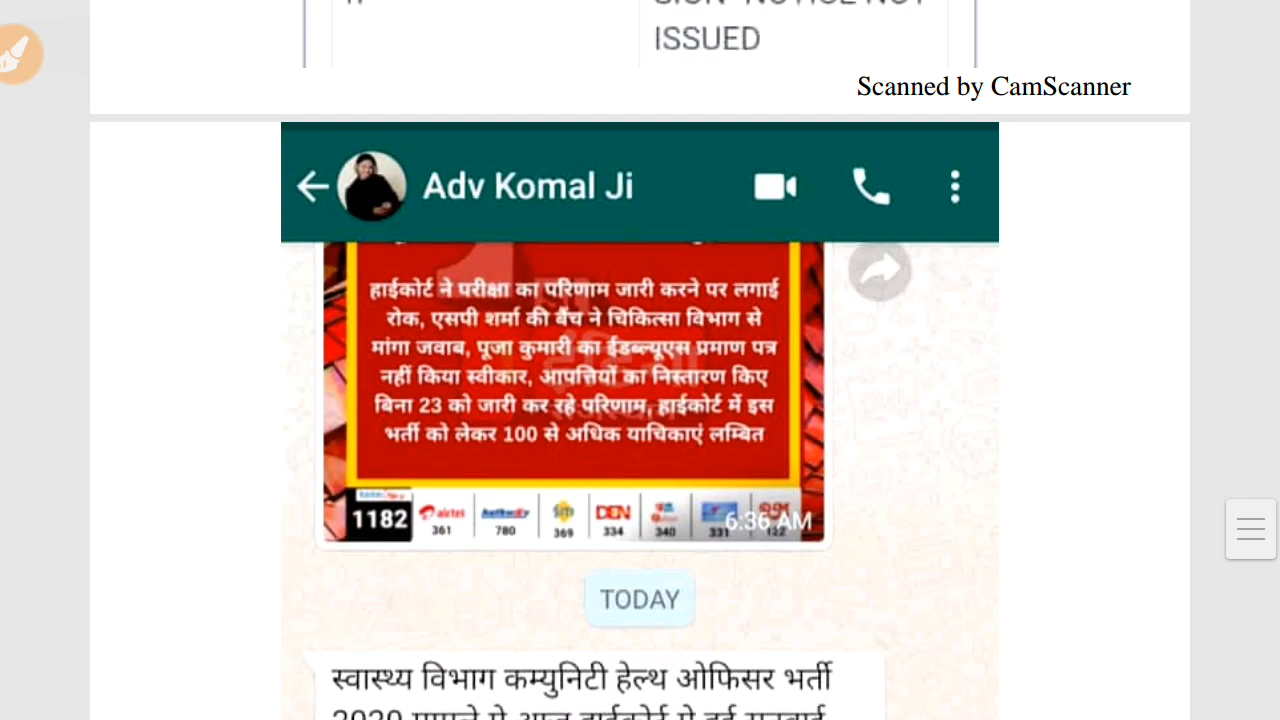 ISSUED
Scanned by CamScanner
Adv Komal Ji
हाईकोर्ट ने परीक्षा का परिणाम जारी करने पर लगाई
रोक, एसपी शर्मा की बैंच ने चिकित्सा विभाग से
मांगा जवाब, पूजा कुमारी का ईडब्ल्यूएस प्रमाण पत्र
नहीं किया स्वीकार, आपत्तियों का निस्तारण किए
बिना 23 को जारी कर रहे परिणाम, हाईकोर्ट में इस
भर्ती को लेकर 100 से अधिक याचिकाएं लम्बित
1182 airtel 361 780 369 DEN 334 340 331 122
6:36 AM
TODAY
स्वास्थ्य विभाग कम्युनिटी हेल्थ ओफिसर भर्ती